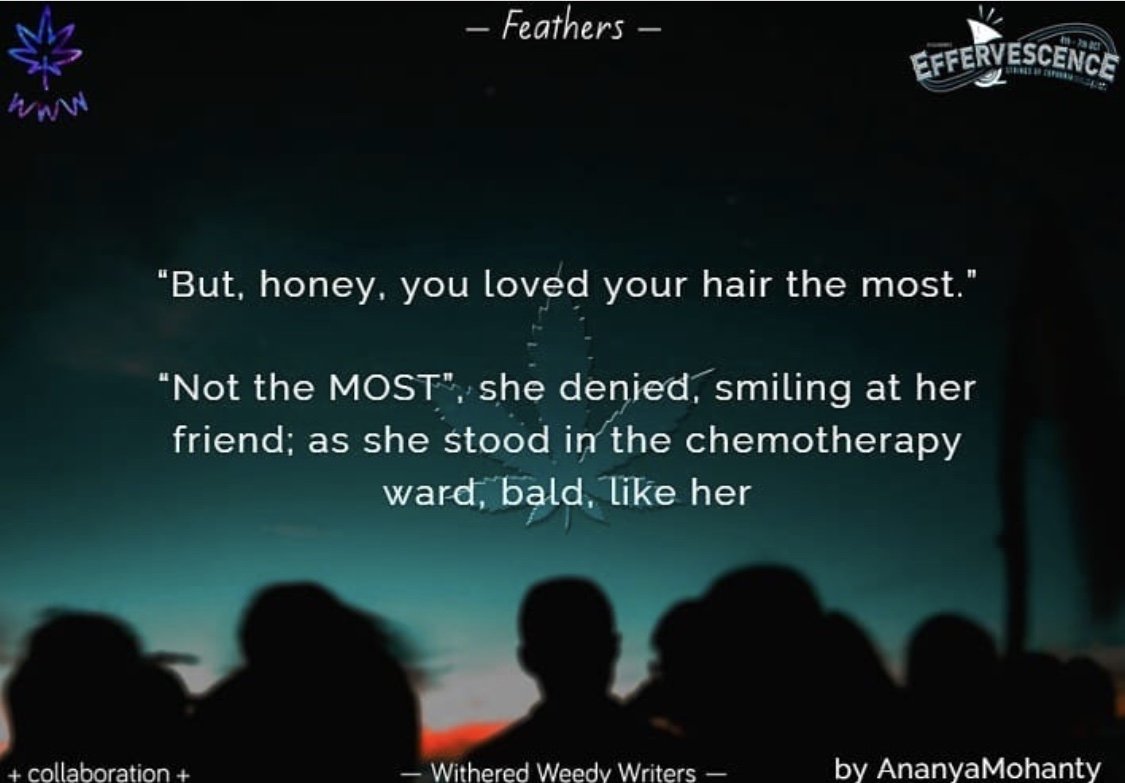 — Feathers —
WWW
EFFERVESCENCE
“But, honey, you loved your hair the most.”
“Not the MOST”, she denied, smiling at her
friend; as she stood in the chemotherapy
ward, bald, like her
+ collaboration +
— Withered Weedy Writers —
by AnanyaMohanty